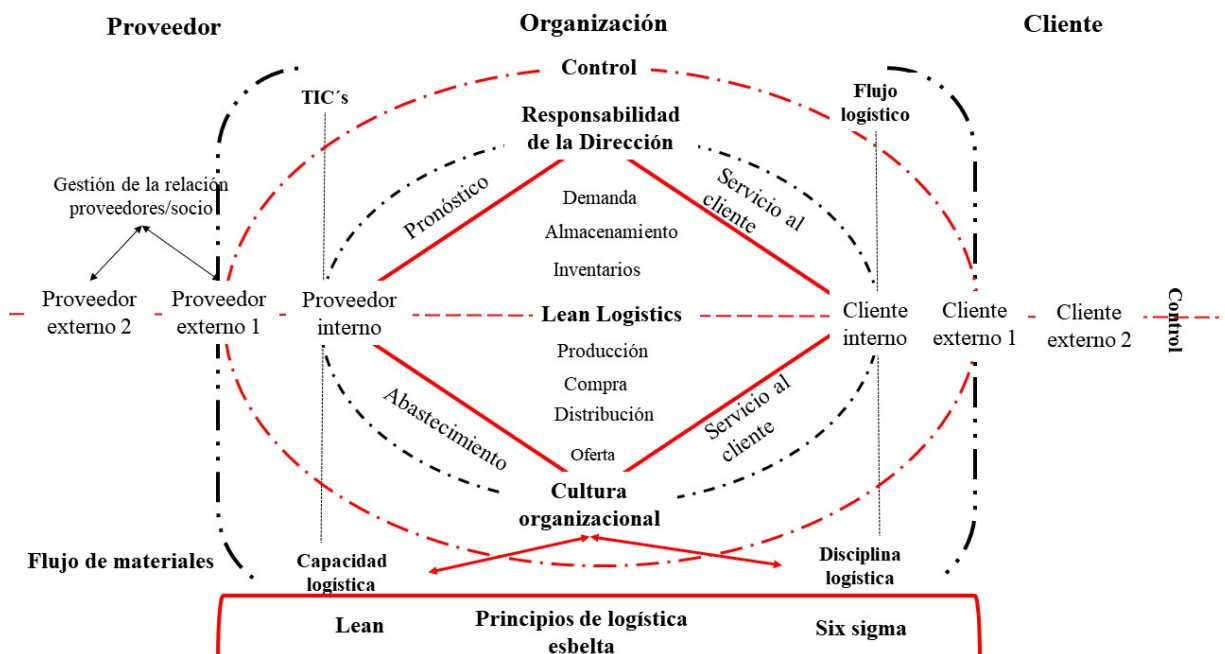 Proveedor
Organización
Cliente
Control
TIC´s
Flujo
logístico
Responsabilidad
de la Dirección
Gestión de la relación
proveedores/socio
Pronóstico
Servicio al
cliente
Demanda
Almacenamiento
Inventarios
Proveedor
externo 2
Proveedor
externo 1
Proveedor
interno
Lean Logistics
Cliente
interno
Cliente
externo 1
Cliente
externo 2
Control
Producción
Compra
Distribución
Oferta
Abastecimiento
Servicio al
cliente
Cultura
organizacional
Flujo de materiales
Capacidad
logística
Disciplina
logística
Lean
Principios de logística
esbelta
Six sigma